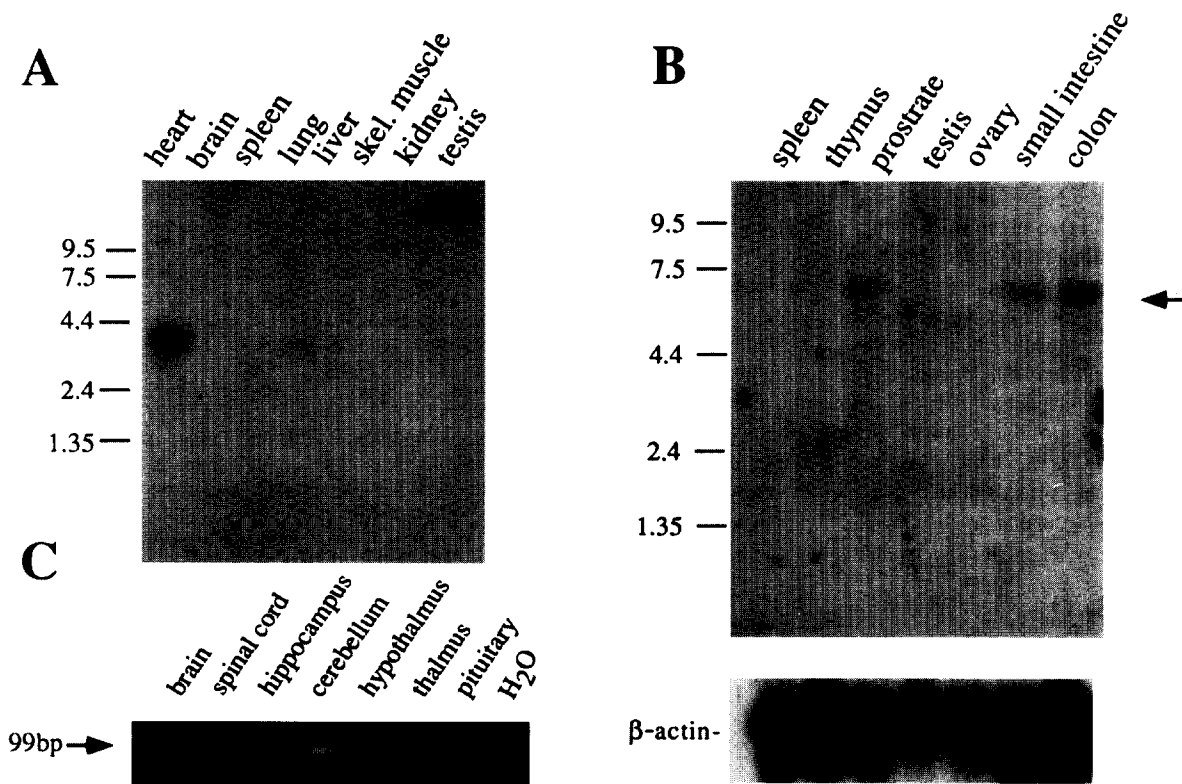 A
heart
brain
spleen
lung
liver
skel. muscle
kidney
testis
9.5
7.5
4.4
2.4
1.35
B
spleen
thymus
prostrate
testis
ovary
small intestine
colon
9.5
7.5
4.4
2.4
1.35
β-actin-
C
brain
spinal cord
hippocampus
cerebellum
hypothalmus
thalmus
pituitary
H₂O
99bp